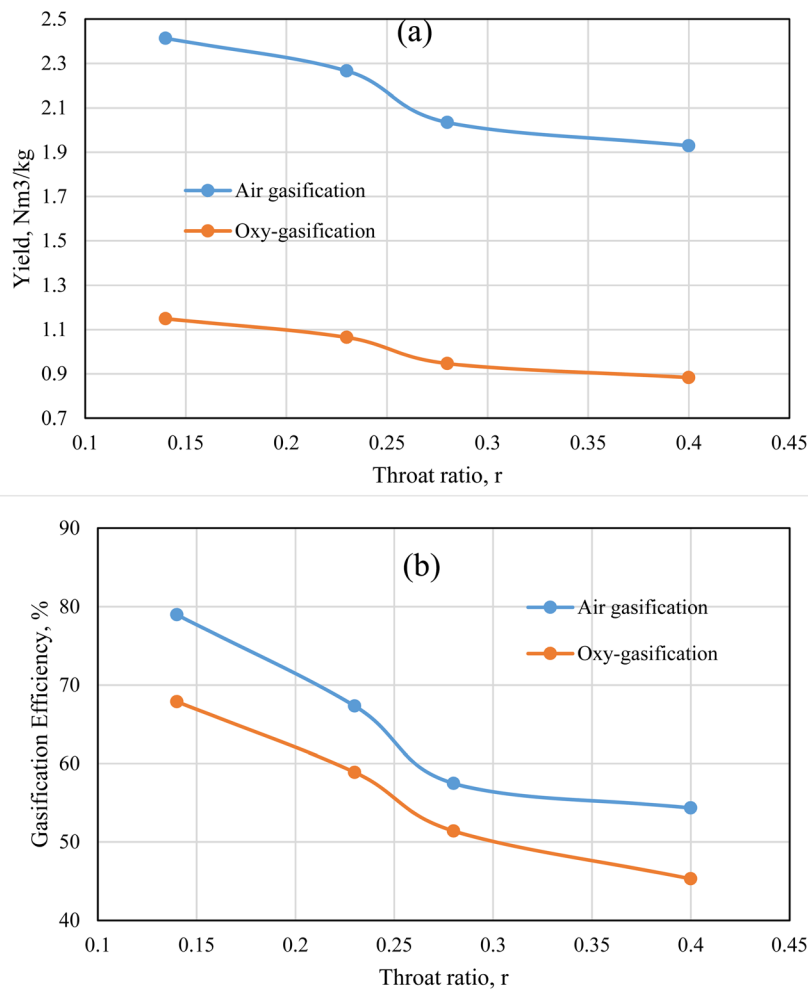 (a)
2.5
2.3
2.1
1.9
1.7
1.5
1.3
1.1
0.9
0.7
Yield, Nm3/kg
Air gasification
Oxy-gasification
0.1 0.15 0.2 0.25 0.3 0.35 0.4 0.45
Throat ratio, r
(b)
90
80
70
60
50
40
Gasification Efficiency, %
Air gasification
Oxy-gasification
0.1 0.15 0.2 0.25 0.3 0.35 0.4 0.45
Throat ratio, r